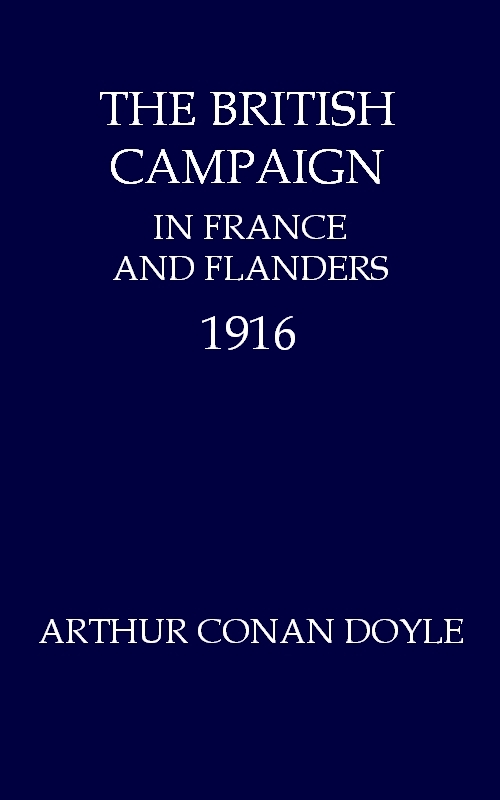 THE BRITISH
CAMPAIGN
IN FRANCE
AND FLANDERS
1916
ARTHUR CONAN DOYLE